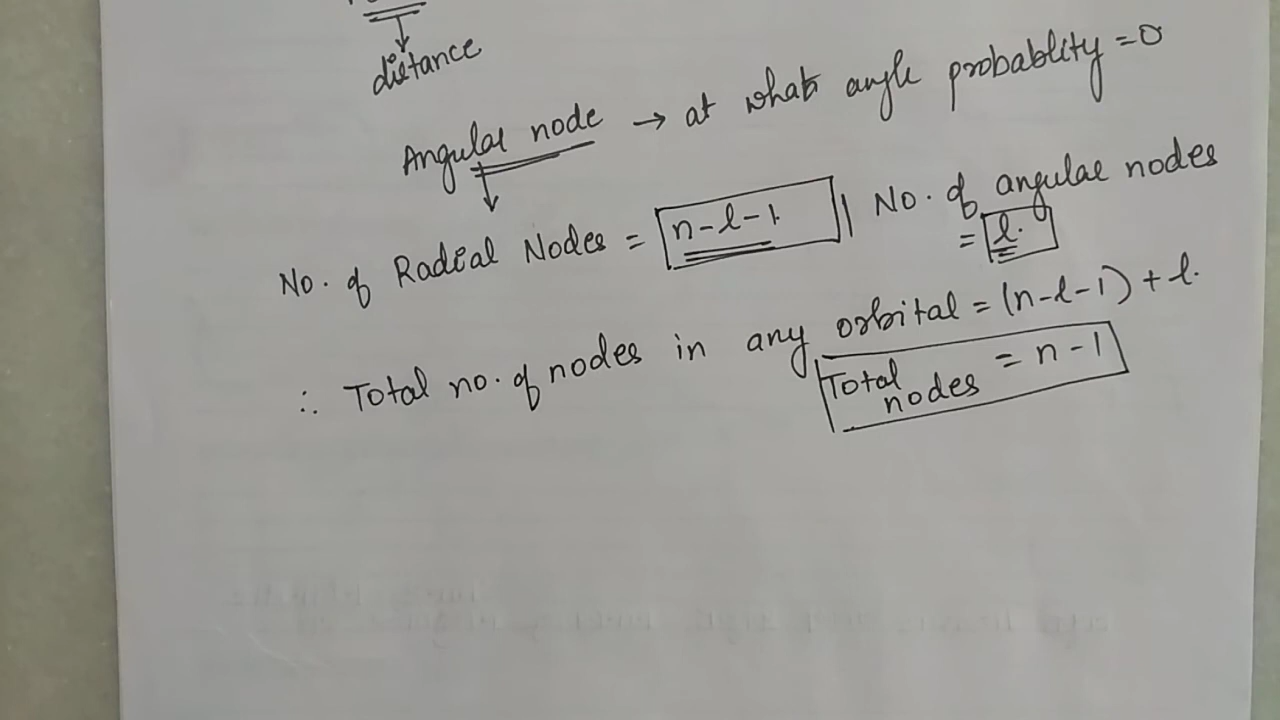 distance
Angular node → at what angle probablity = 0
No. of Radial Nodes = n-l-1 || No. of angular nodes
= l.
∴ Total no. of nodes in any orbital = (n-l-1) + l.
Total nodes = n-1